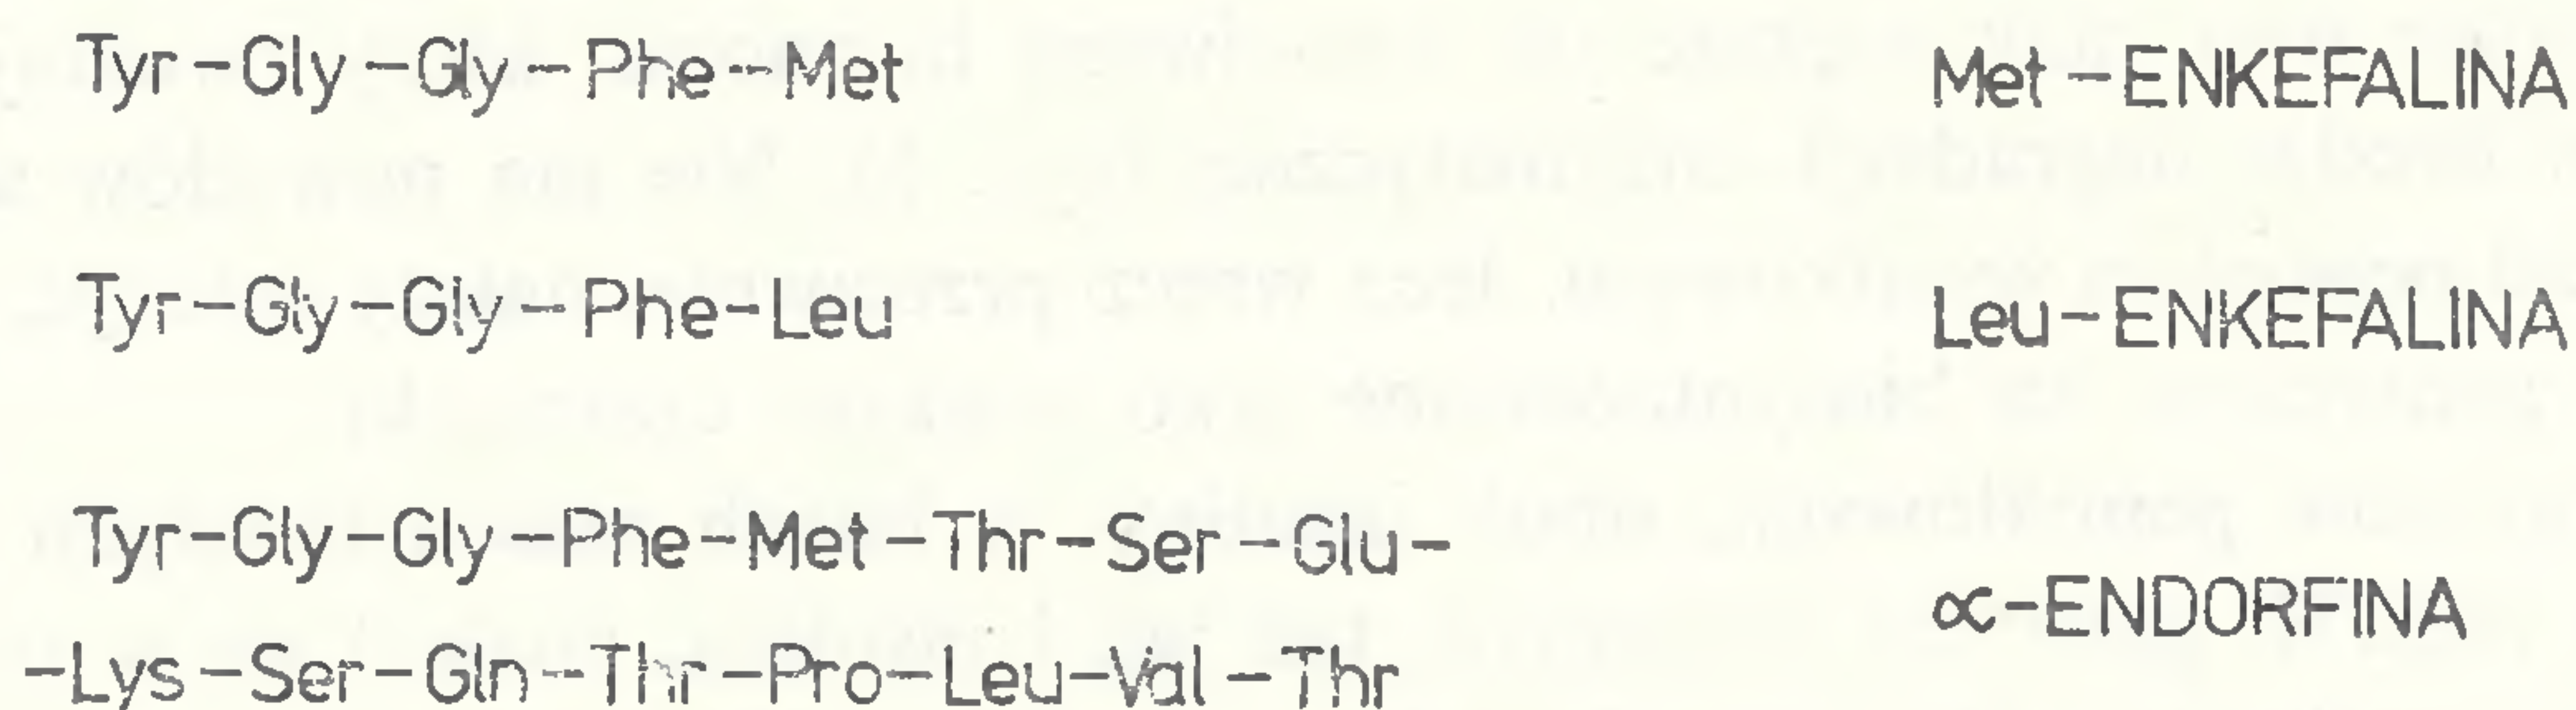 Tyr-Gly-Gly-Phe-Met Met-ENKEFALINA
Tyr-Gly-Gly-Phe-Leu Leu-ENKEFALINA
Tyr-Gly-Gly-Phe-Met-Thr-Ser-Glu-
∝-ENDORFINA
-Lys-Ser-Gln-Thr-Pro-Leu-Val-Thr